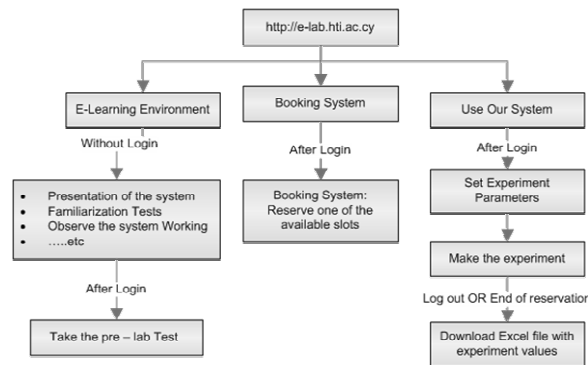 http://e-lab.hti.ac.cy
E-Learning Environment
Without Login
• Presentation of the system
• Familiarization Tests
• Observe the system Working
• .....etc
After Login
Take the pre – lab Test
Booking System
After Login
Booking System:
Reserve one of the
available slots
Use Our System
After Login
Set Experiment
Parameters
Make the experiment
Log out OR End of reservation
Download Excel file with
experiment values